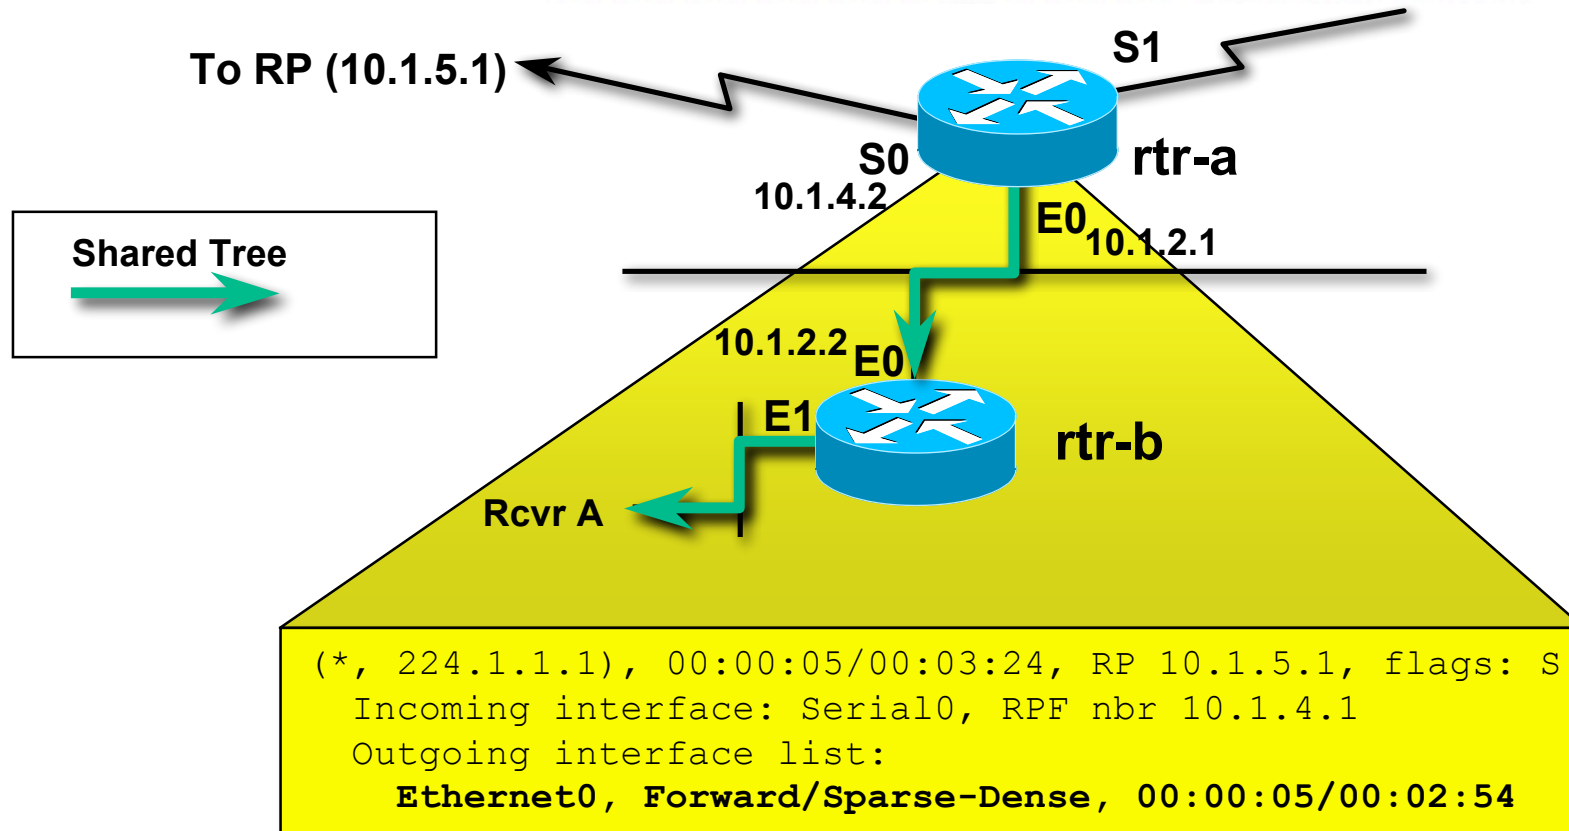 S1
To RP (10.1.5.1)
S0
rtr-a
10.1.4.2
E0
10.1.2.1
Shared Tree
10.1.2.2
E0
E1
rtr-b
Rcvr A
(*, 224.1.1.1), 00:00:05/00:03:24, RP 10.1.5.1, flags: S
Incoming interface: Serial0, RPF nbr 10.1.4.1
Outgoing interface list:
Ethernet0, Forward/Sparse-Dense, 00:00:05/00:02:54